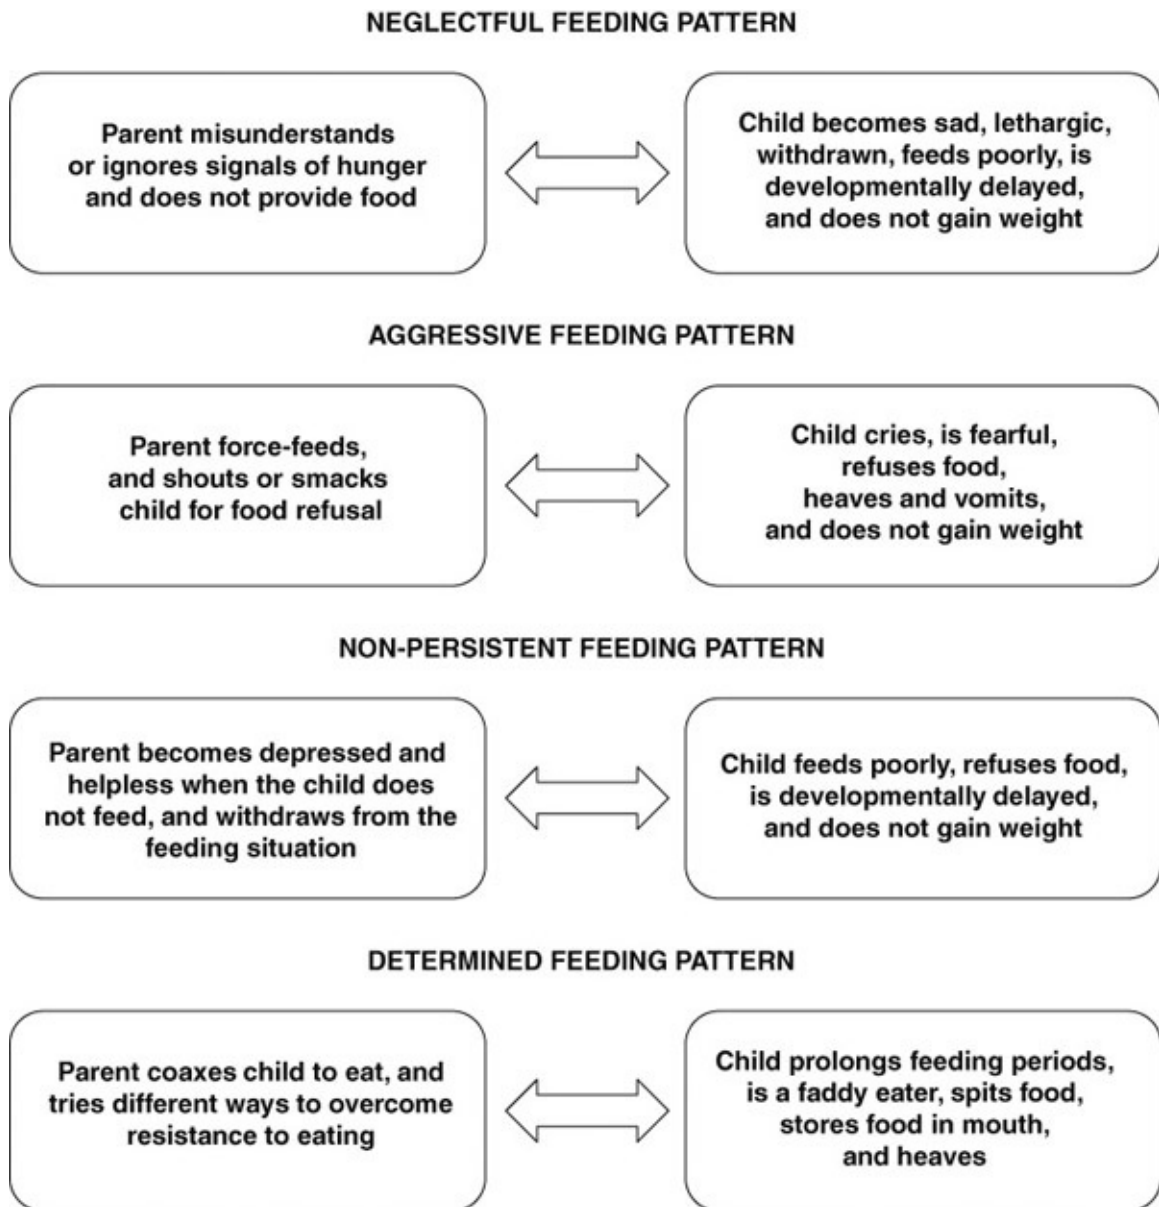 NEGLECTFUL FEEDING PATTERN
Parent misunderstands
or ignores signals of hunger
and does not provide food
Child becomes sad, lethargic,
withdrawn, feeds poorly, is
developmentally delayed,
and does not gain weight
AGGRESSIVE FEEDING PATTERN
Parent force-feeds,
and shouts or smacks
child for food refusal
Child cries, is fearful,
refuses food,
heaves and vomits,
and does not gain weight
NON-PERSISTENT FEEDING PATTERN
Parent becomes depressed and
helpless when the child does
not feed, and withdraws from the
feeding situation
Child feeds poorly, refuses food,
is developmentally delayed,
and does not gain weight
DETERMINED FEEDING PATTERN
Parent coaxes child to eat, and
tries different ways to overcome
resistance to eating
Child prolongs feeding periods,
is a faddy eater, spits food,
stores food in mouth,
and heaves